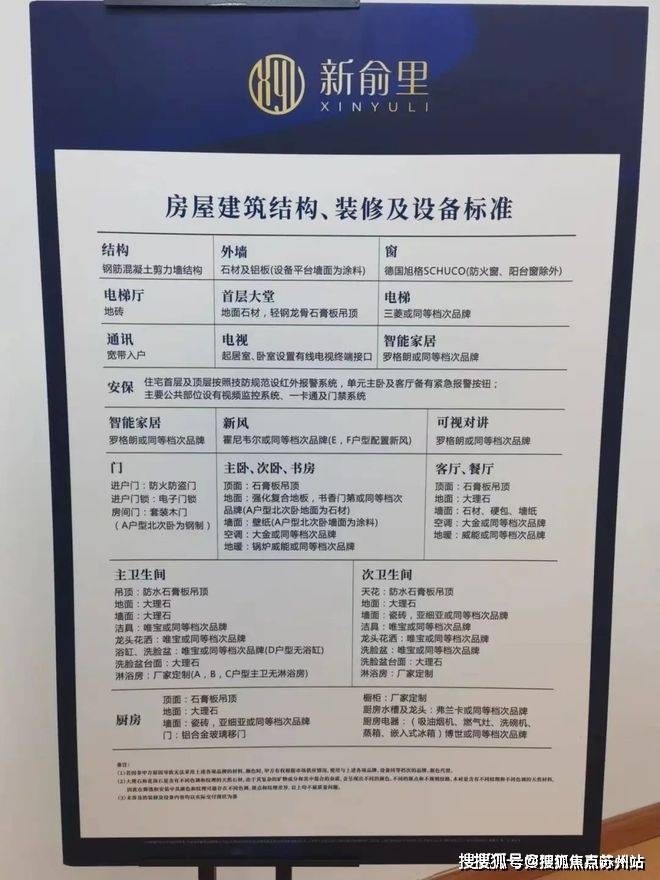 新俞里
XINYULI
房屋建筑结构、装修及设备标准
结构
钢筋混凝土剪力墙结构
外墙
石材及铝板(设备平台墙面为涂料)
窗
德国旭格SCHUCO(防火窗、阳台窗除外)
电梯厅
地砖
首层大堂
地面石材，轻钢龙骨石膏板吊顶
电梯
三菱或同等档次品牌
通讯
宽带入户
电视
起居室、卧室设置有线电视终端接口
智能家居
罗格朗或同等档次品牌
安保
住宅首层及顶层按照技防规范设红外报警系统，单元主卧及客厅备有紧急报警按钮；
主要公共部位设有视频监控系统、一卡通及门禁系统
智能家居
罗格朗或同等档次品牌
新风
霍尼韦尔或同等档次品牌(E，F户型配置新风)
可视对讲
罗格朗或同等档次品牌
门
进户门：防火防盗门
进户门锁：电子门锁
房间门：套装木门
（A户型北次卧为钢制）
主卧、次卧、书房
顶面：石膏板吊顶
地面：强化复合地板，书香门第或同等档次
品牌(A户型北次卧地面为石材)
墙面：壁纸(A户型北次卧墙面为涂料)
空调：大金或同等档次品牌
地暖：锅炉威能或同等档次品牌
客厅、餐厅
顶面：石膏板吊顶
地面：大理石
墙面：石材、硬包、墙纸
空调：大金或同等档次品牌
地暖：威能或同等档次品牌
主卫生间
吊顶：防水石膏板吊顶
地面：大理石
墙面：大理石
洁具：唯宝或同等档次品牌
龙头花洒：唯宝或同等档次品牌
浴缸、洗脸盆：唯宝或同等档次品牌(D户型无浴缸)
洗脸盆台面：大理石
淋浴房：厂家定制(A，B，C户型主卫无淋浴房)
次卫生间
天花：防水石膏板吊顶
地面：大理石
墙面：瓷砖，亚细亚或同等档次品牌
洁具：唯宝或同等档次品牌
龙头花洒：唯宝或同等档次品牌
洗脸盆：唯宝或同等档次品牌
洗脸盆台面：大理石
淋浴房：厂家定制
厨房
顶面：石膏板吊顶
地面：大理石
墙面：瓷砖，亚细亚或同等档次品牌
门：铝合金玻璃移门
橱柜：厂家定制
厨房水槽及龙头：弗兰卡或同等档次品牌
厨房电器：（吸油烟机、燃气灶、洗碗机、
蒸箱、嵌入式冰箱）博世或同等档次品牌
备注：
搜搜狐号@搜狐焦点苏州站